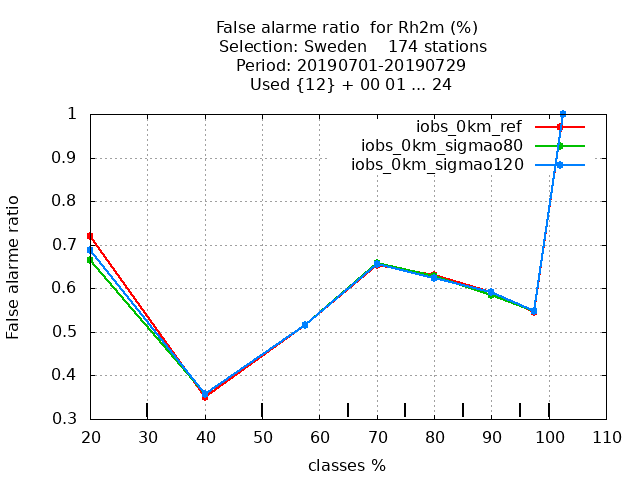 False alarme ratio  for Rh2m (%)
Selection: Sweden    174 stations
Period: 20190701-20190729
Used {12} + 00 01 ... 24
iobs_0km_ref
iobs_0km_sigmao80
iobs_0km_sigmao120
False alarme ratio
1
0.9
0.8
0.7
0.6
0.5
0.4
0.3
20 30 40 50 60 70 80 90 100 110
classes %